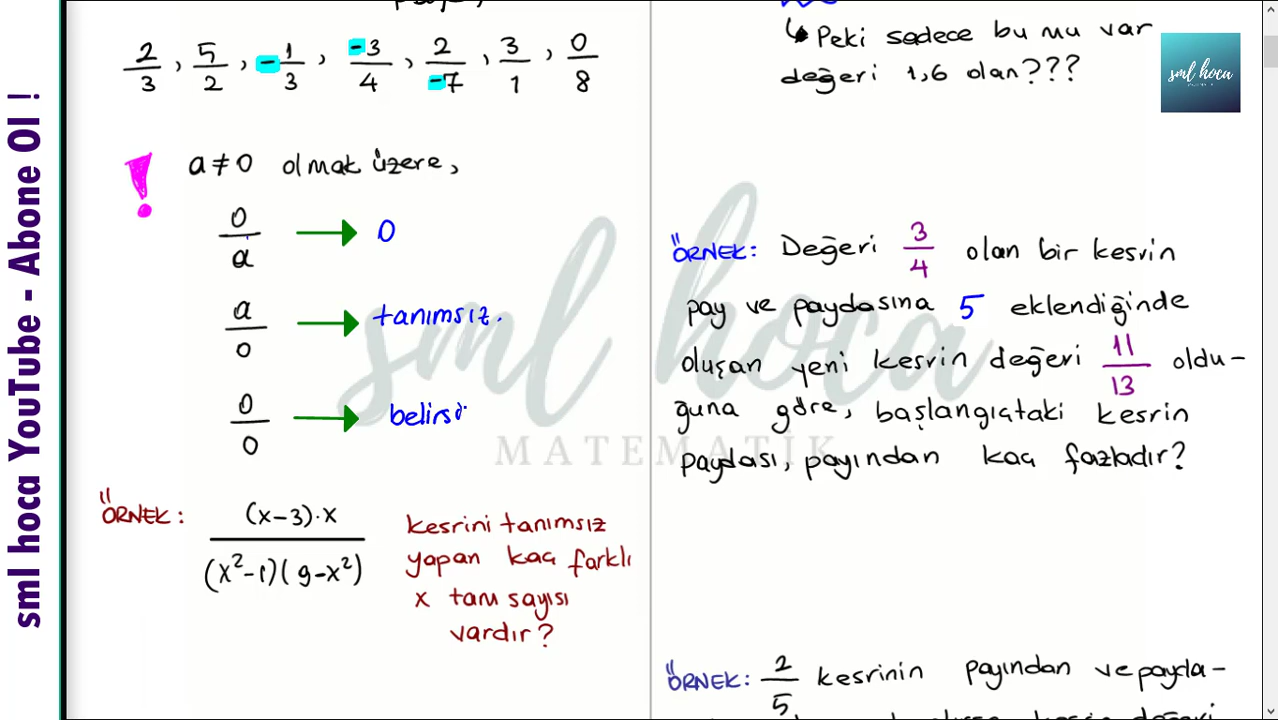 sml hoca YouTube - Abone Ol !
2/3, 5/2, -1/3, -3/4, 2/-7, 3/1, 0/8
! a≠0 olmak üzere,
0/a → 0
a/0 → tanımsız.
0/0 → belirsi
ÖRNEK: (x-3)·x / (x²-1)(9-x²)
kesrini tanımsız
yapan kaç farklı
x tam sayısı
vardır?
↳ Peki sadece bu mu var
değeri 1,6 olan???
sml hoca
ÖRNEK: Değeri 3/4 olan bir kesrin
pay ve paydasına 5 eklendiğinde
oluşan yeni kesrin değeri 11/13 oldu-
ğuna göre, başlangıçtaki kesrin
paydası, payından kaç fazladır?
ÖRNEK: 2/5 kesrinin payından ve payda-
sml hoca
MATEMATİK